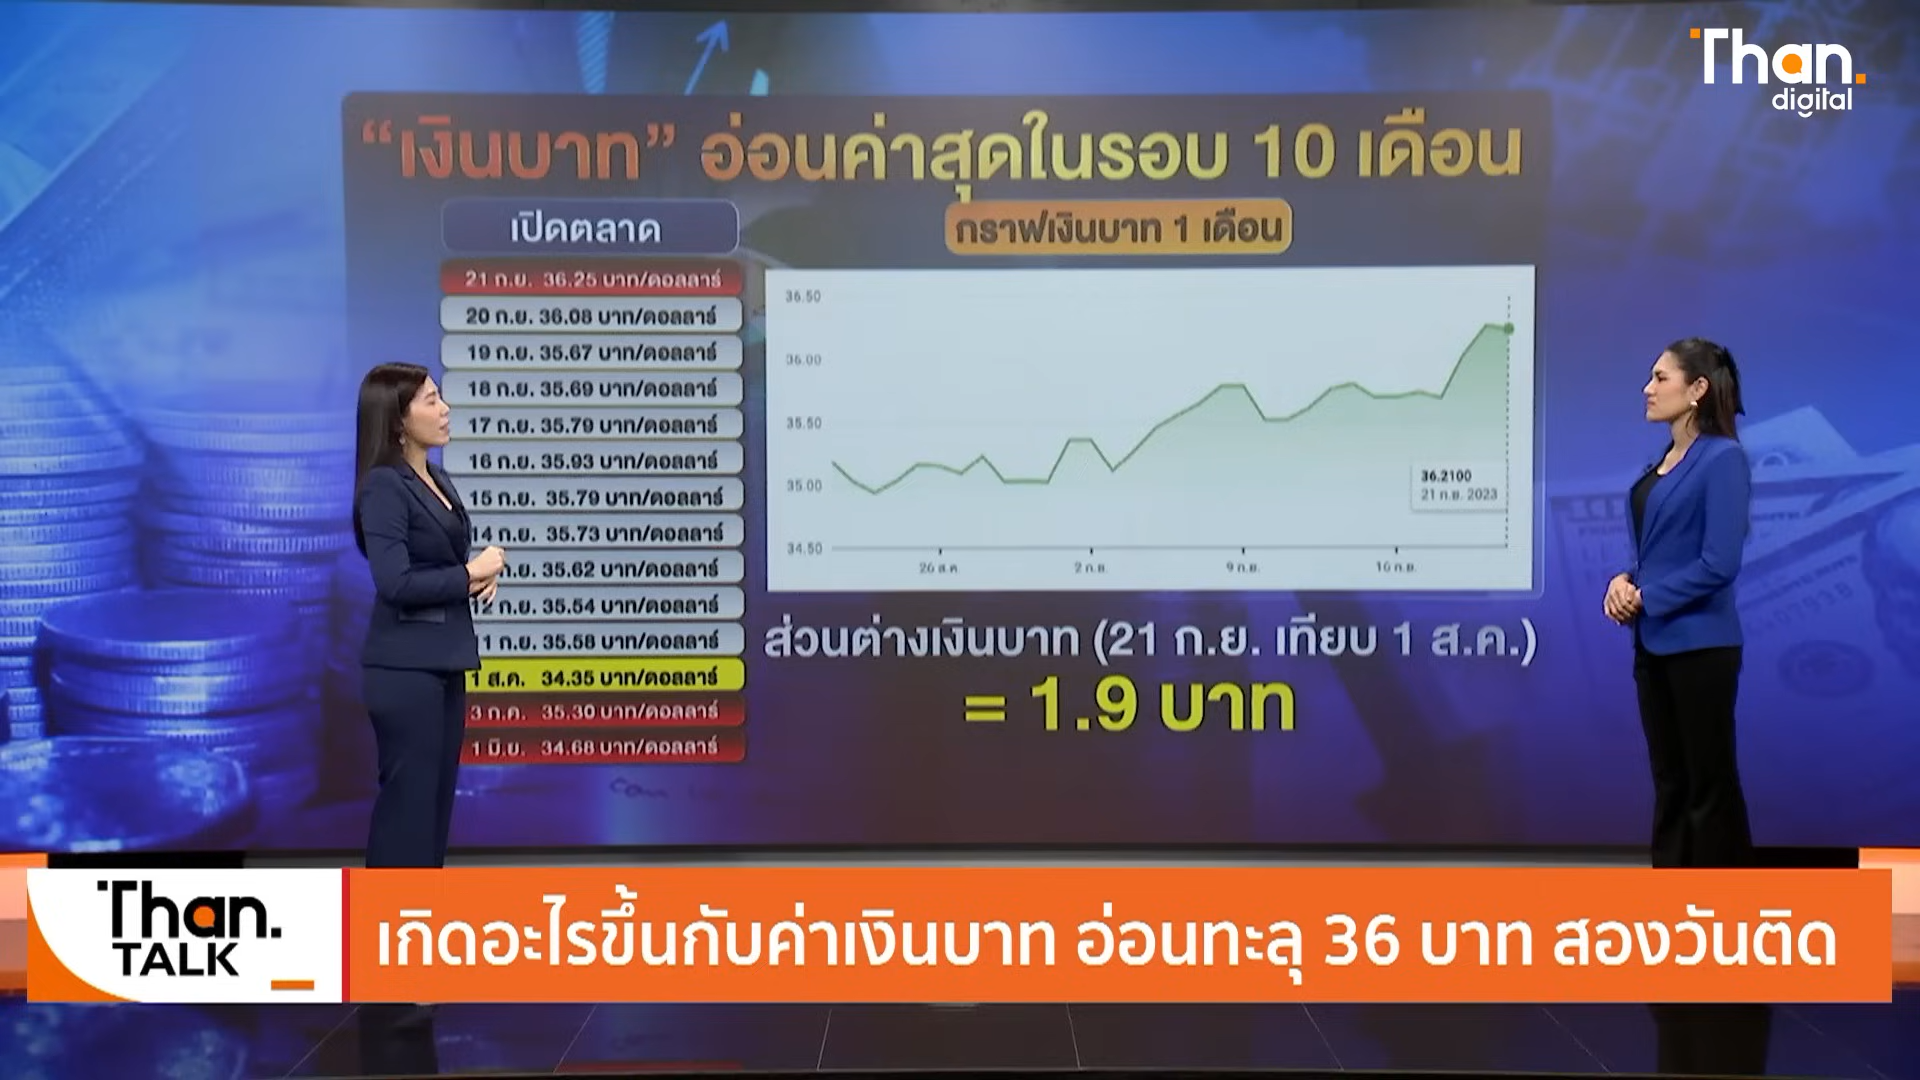 Than.
digital
“เงินบาท” อ่อนค่าสุดในรอบ 10 เดือน
เปิดตลาด
21 ก.ย. 36.25 บาท/ดอลลาร์
20 ก.ย. 36.08 บาท/ดอลลาร์
19 ก.ย. 35.67 บาท/ดอลลาร์
18 ก.ย. 35.69 บาท/ดอลลาร์
17 ก.ย. 35.79 บาท/ดอลลาร์
16 ก.ย. 35.93 บาท/ดอลลาร์
15 ก.ย. 35.79 บาท/ดอลลาร์
14 ก.ย. 35.73 บาท/ดอลลาร์
ก.ย. 35.62 บาท/ดอลลาร์
12 ก.ย. 35.54 บาท/ดอลลาร์
1 ก.ย. 35.58 บาท/ดอลลาร์
1 ส.ค. 34.35 บาท/ดอลลาร์
3 ก.ค. 35.30 บาท/ดอลลาร์
1 มิ.ย. 34.68 บาท/ดอลลาร์
กราฟเงินบาท 1 เดือน
36.50
36.00
35.50
35.00
34.50
36.2100
21 ก.ย. 2023
26 ส.ค. 2 ก.ย. 9 ก.ย. 16 ก.ย.
ส่วนต่างเงินบาท (21 ก.ย. เทียบ 1 ส.ค.)
= 1.9 บาท
Than.
TALK
เกิดอะไรขึ้นกับค่าเงินบาท อ่อนทะลุ 36 บาท สองวันติด